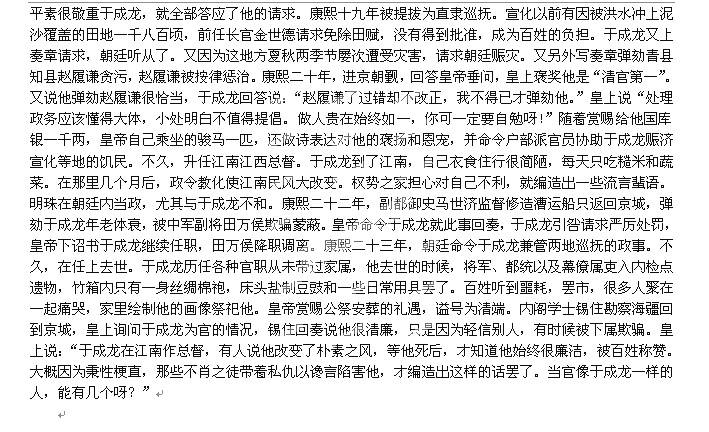 平素很敬重于成龙，就全部答应了他的请求。康熙十九年被提拔为直隶巡抚。宣化以前有因被洪水冲上泥
沙覆盖的田地一千八百顷，前任长官金世德请求免除田赋，没有得到批准，成为百姓的负担。于成龙又上
奏章请求，朝廷听从了。又因为这地方夏秋两季节屡次遭受灾害，请求朝廷赈灾。又另外写奏章弹劾青县
知县赵履谦贪污，赵履谦被按律惩治。康熙二十年，进京朝觐，回答皇帝垂问，皇上褒奖他是“清官第一”。
又说他弹劾赵履谦很恰当，于成龙回答说：“赵履谦了过错却不改正，我不得已才弹劾他。”皇上说“处理
政务应该懂得大体，小处明白不值得提倡。做人贵在始终如一，你可一定要自勉呀!”随着赏赐给他国库
银一千两，皇帝自己乘坐的骏马一匹，还做诗表达对他的褒扬和恩宠，并命令户部派官员协助于成龙赈济
宣化等地的饥民。不久，升任江南江西总督。于成龙到了江南，自己衣食住行很简陋，每天只吃糙米和蔬
菜。在那里几个月后，政令教化使江南民风大改变。权势之家担心对自己不利，就编造出一些流言蜚语。
明珠在朝廷内当政，尤其与于成龙不和。康熙二十二年，副都御史马世济监督修造漕运船只返回京城，弹
劾于成龙年老体衰，被中军副将田万侯欺骗蒙蔽。皇帝命令于成龙就此事回奏，于成龙引咎请求严厉处罚，
皇帝下诏书于成龙继续任职，田万侯降职调离。康熙二十三年，朝廷命令于成龙兼管两地巡抚的政事。不
久，在任上去世。于成龙历任各种官职从未带过家属，他去世的时候，将军、都统以及幕僚属吏入内检点
遗物，竹箱内只有一身丝绸棉袍，床头盐制豆豉和一些日常用具罢了。百姓听到噩耗，罢市，很多人聚在
一起痛哭，家里绘制他的画像祭祀他。皇帝赏赐公祭安葬的礼遇，谥号为清端。内阁学士锡住勘察海疆回
到京城，皇上询问于成龙为官的情况，锡住回奏说他很清廉，只是因为轻信别人，有时候被下属欺骗。皇
上说：“于成龙在江南作总督，有人说他改变了朴素之风，等他死后，才知道他始终很廉洁，被百姓称赞。
大概因为秉性梗直，那些不肖之徒带着私仇以谗言陷害他，才编造出这样的话罢了。当官像于成龙一样的
人，能有几个呀？”